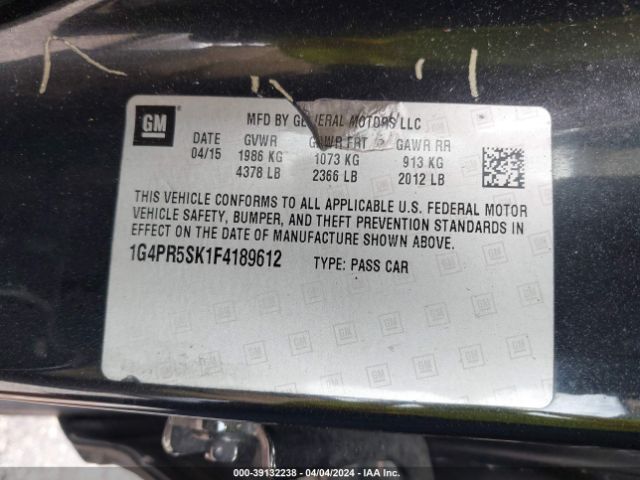 GM
MFD BY GENERAL MOTORS LLC
DATE GVWR GAWR FRT GAWR RR
04/15 1986 KG 1073 KG 913 KG
4378 LB 2366 LB 2012 LB
THIS VEHICLE CONFORMS TO ALL APPLICABLE U.S. FEDERAL MOTOR
VEHICLE SAFETY, BUMPER, AND THEFT PREVENTION STANDARDS IN
EFFECT ON THE DATE OF MANUFACTURE SHOWN ABOVE.
1G4PR5SK1F4189612 TYPE: PASS CAR
000-39132238 - 04/04/2024 - IAA Inc.